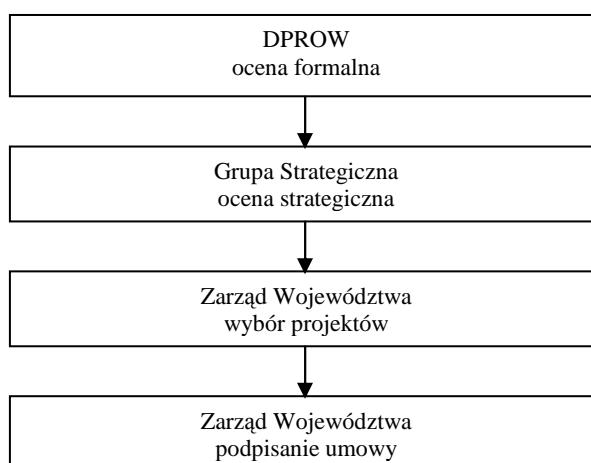 DPROW
ocena formalna
Grupa Strategiczna
ocena strategiczna
Zarząd Województwa
wybór projektów
Zarząd Województwa
podpisanie umowy